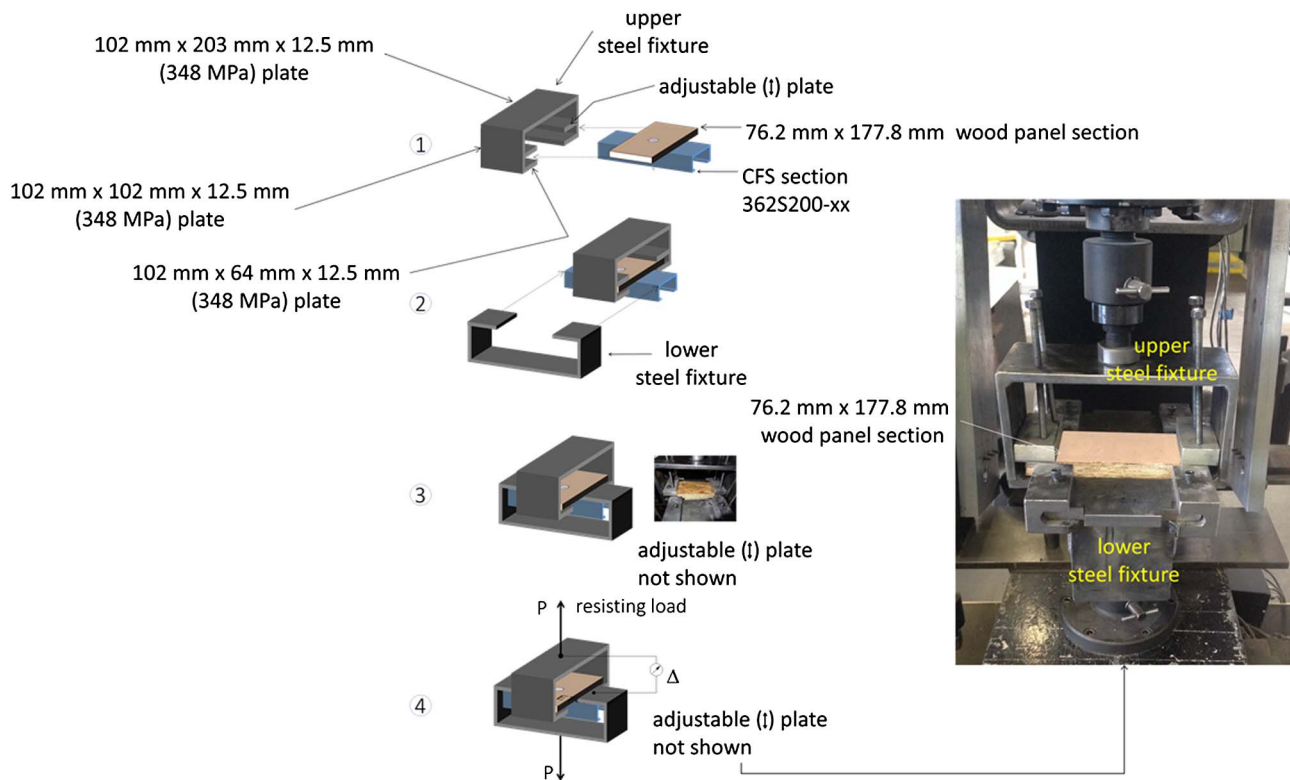 upper
steel fixture
102 mm x 203 mm x 12.5 mm
(348 MPa) plate
adjustable (↕) plate
76.2 mm x 177.8 mm wood panel section
①
CFS section
362S200-xx
102 mm x 102 mm x 12.5 mm
(348 MPa) plate
102 mm x 64 mm x 12.5 mm
(348 MPa) plate
②
lower
steel fixture
upper
steel fixture
76.2 mm x 177.8 mm
wood panel section
③
adjustable (↕) plate
not shown
lower
steel fixture
P
resisting load
Δ
④
adjustable (↕) plate
not shown
P